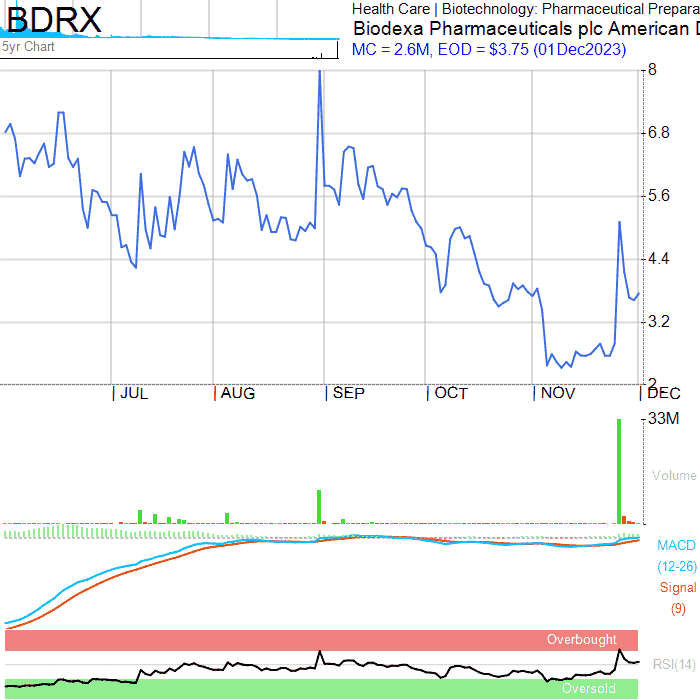 BDRX
5yr Chart
Health Care | Biotechnology: Pharmaceutical Prepara
Biodexa Pharmaceuticals plc American D
MC = 2.6M, EOD = $3.75 (01Dec2023)
8
6.8
5.6
4.4
3.2
2
JUL AUG SEP OCT NOV DEC
33M
Volume
MACD
(12-26)
Signal
(9)
Overbought
RSI(14)
Oversold